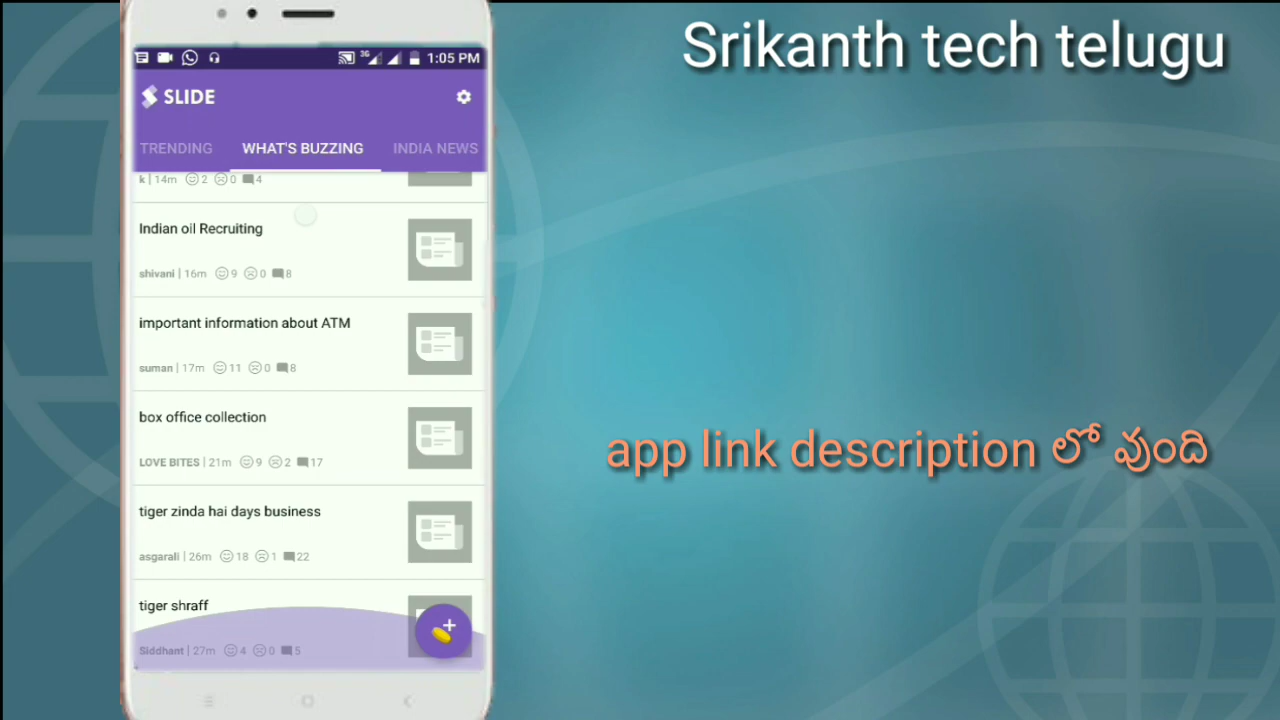 Srikanth tech telugu
3G 1:05 PM
SLIDE
TRENDING WHAT'S BUZZING INDIA NEWS
k | 14m 2 0 4
Indian oil Recruiting
shivani | 16m 9 0 8
important information about ATM
suman | 17m 11 0 8
box office collection
LOVE BITES | 21m 9 2 17
tiger zinda hai days business
asgarali | 26m 18 1 22
tiger shraff
Siddhant | 27m 4 0 5
app link description లో వుంది